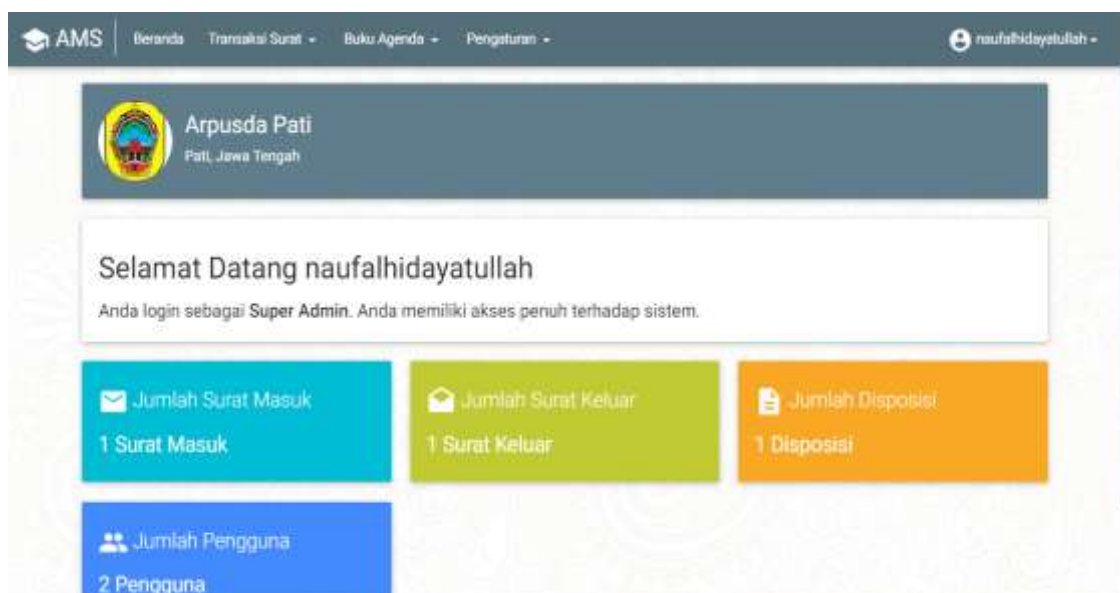 AMS Beranda Transaksi Surat Buku Agenda Pengaturan naufalhidayatullah
Arpusda Pati
Pati, Jawa Tengah
Selamat Datang naufalhidayatullah
Anda login sebagai Super Admin. Anda memiliki akses penuh terhadap sistem.
Jumlah Surat Masuk
1 Surat Masuk
Jumlah Surat Keluar
1 Surat Keluar
Jumlah Disposisi
1 Disposisi
Jumlah Pengguna
2 Pengguna